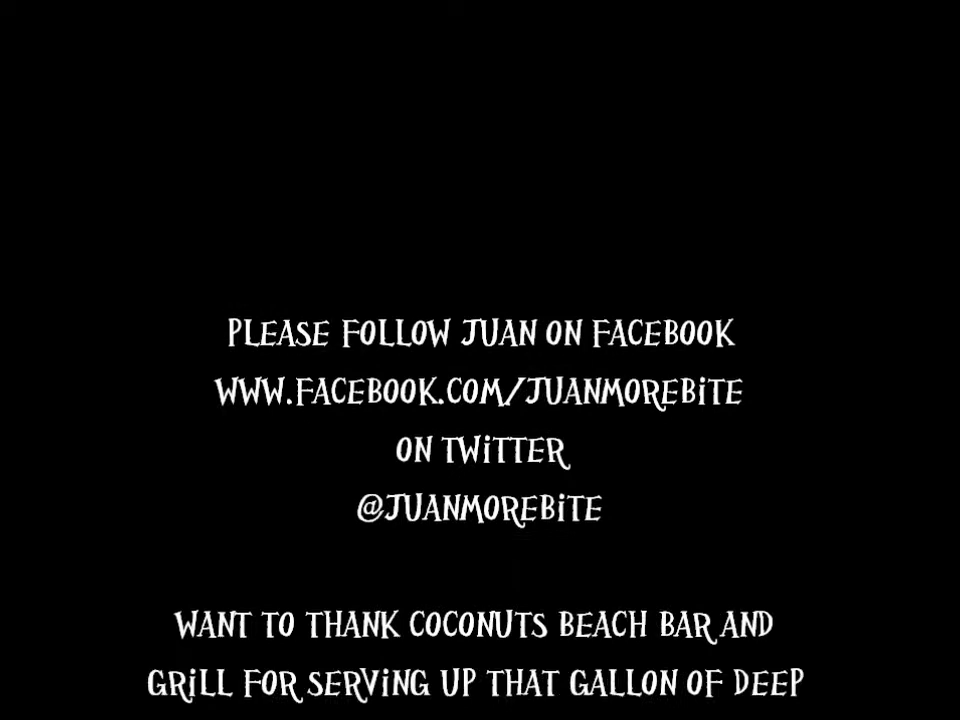 PLEASE FOLLOW JUAN ON FACEBOOK
WWW.FACEBOOK.COM/JUANMOREBiTE
ON TWiTTER
@JUANMOREBiTE
WANT TO THANK COCONUTS BEACH BAR AND
GRiLL FOR SERViNG UP THAT GALLON OF DEEP